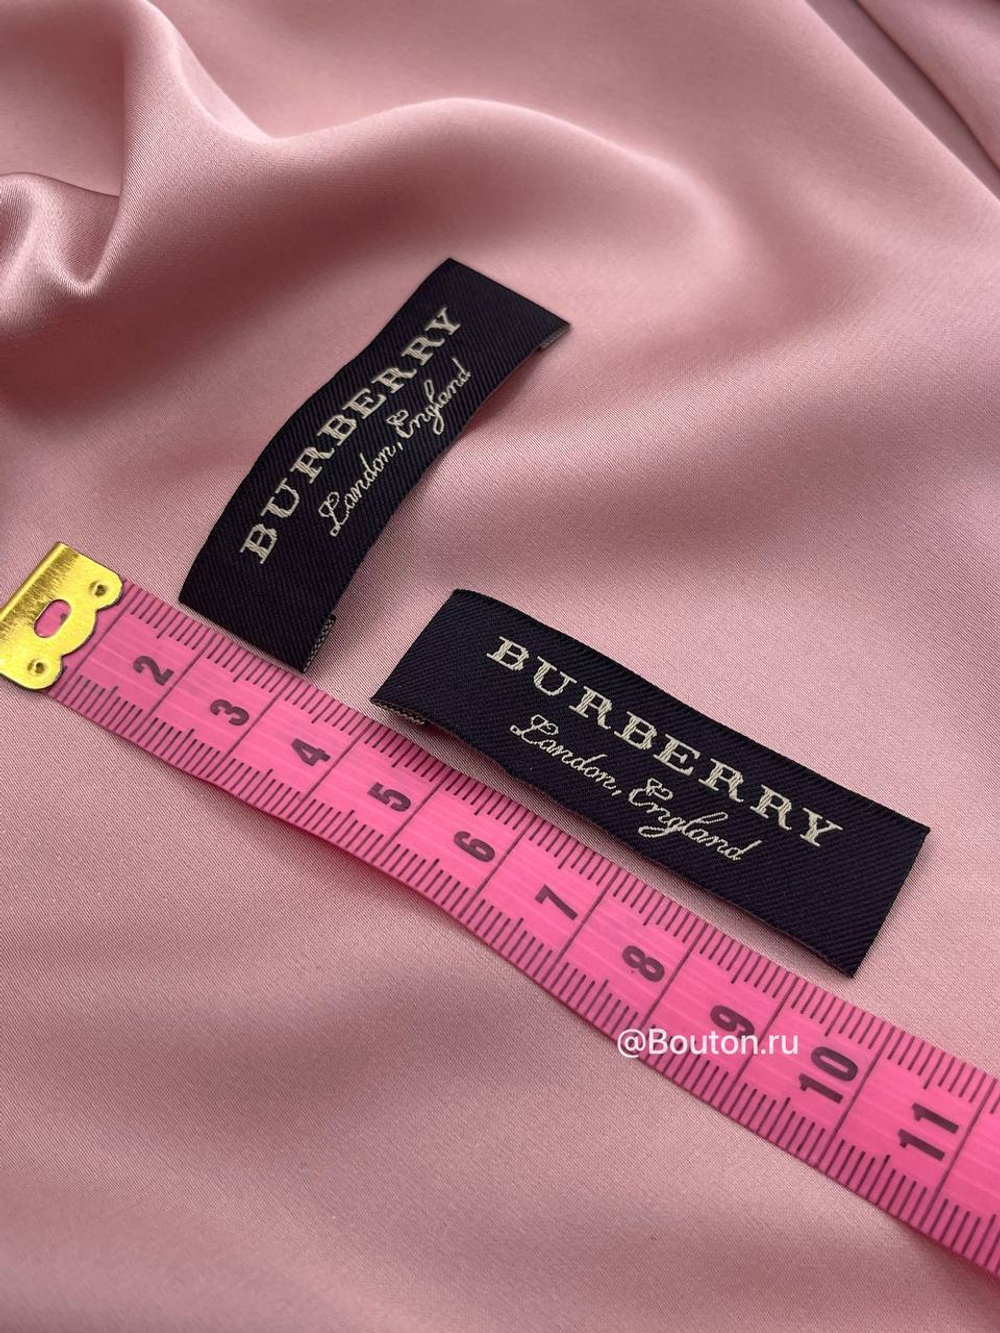 BURBERRY
London, England
BURBERRY
London, England
2 3 4 5 6 7 8 9 10 11
@Bouton.ru